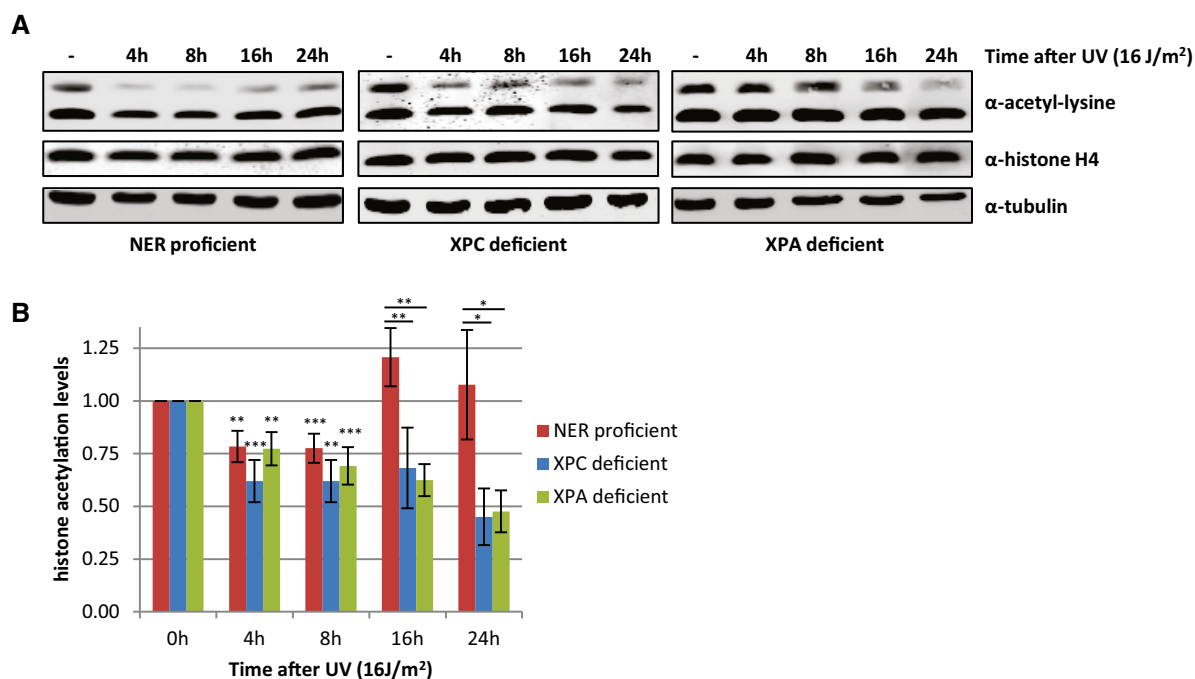 A
- 4h 8h 16h 24h - 4h 8h 16h 24h - 4h 8h 16h 24h Time after UV (16 J/m²)
α-acetyl-lysine
α-histone H4
α-tubulin
NER proficient XPC deficient XPA deficient
B
histone acetylation levels
1.25
1.00
0.75
0.50
0.25
0.00
** *** **
*** ** ***
**
**
*
*
NER proficient
XPC deficient
XPA deficient
0h 4h 8h 16h 24h
Time after UV (16J/m²)